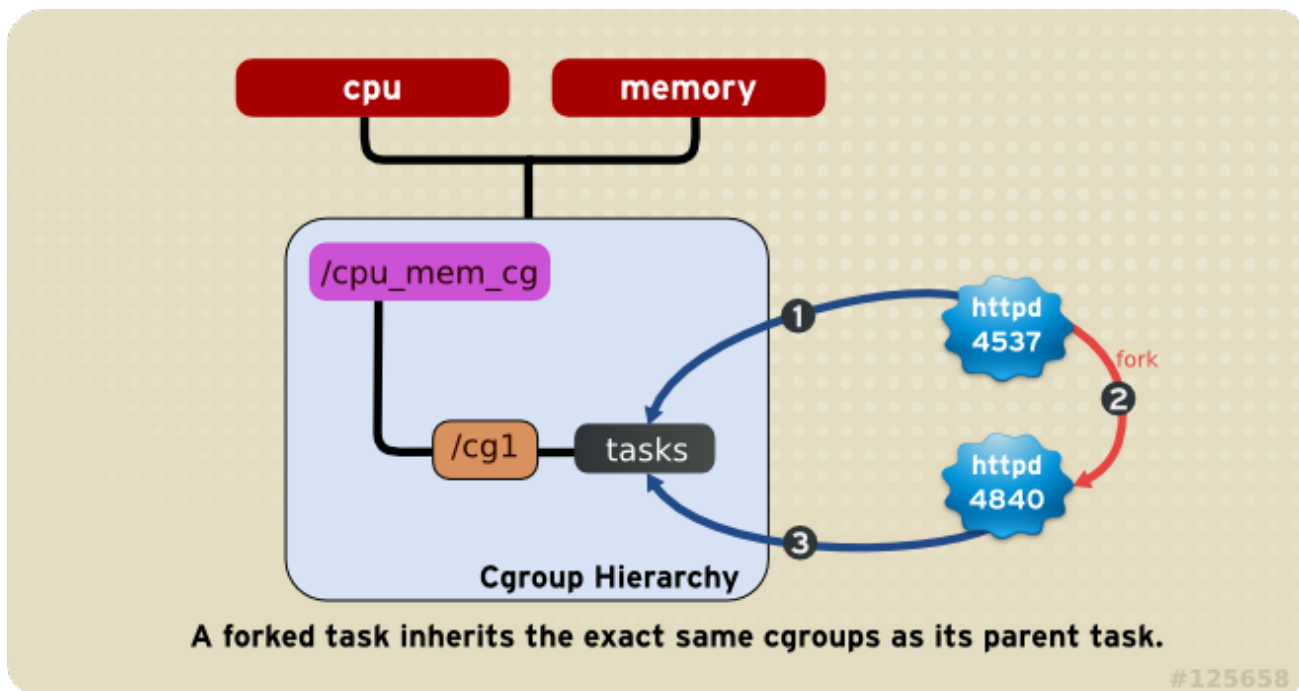 cpu
memory
/cpu_mem_cg
1
httpd
4537
fork
2
/cg1
tasks
httpd
4840
3
Cgroup Hierarchy
A forked task inherits the exact same cgroups as its parent task.
#125658